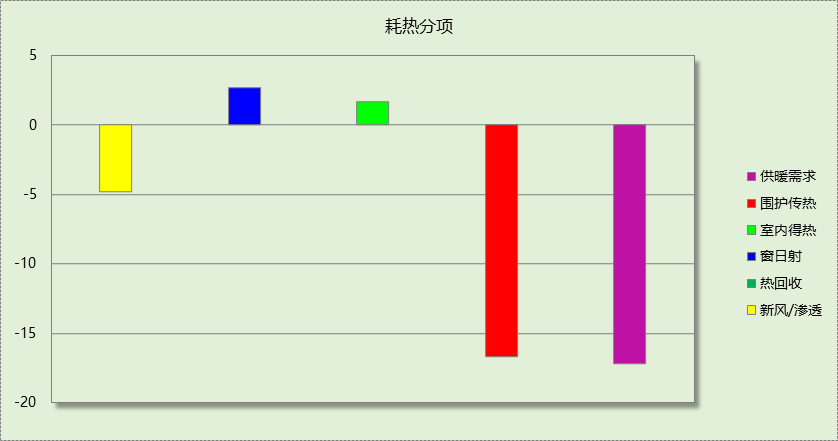 耗热分项
5
0
-5
-10
-15
-20
供暖需求
围护传热
室内得热
窗日射
热回收
新风/渗透